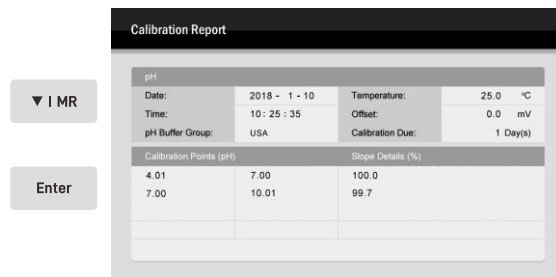 Calibration Report
pH
▼ I MR
Date: 2018 - 1 - 10 Temperature: 25.0 °C
Time: 10: 25 : 35 Offset: 0.0 mV
pH Buffer Group: USA Calibration Due: 1 Day(s)
Calibration Points (pH) Slope Details (%)
4.01 7.00 100.0
Enter
7.00 10.01 99.7